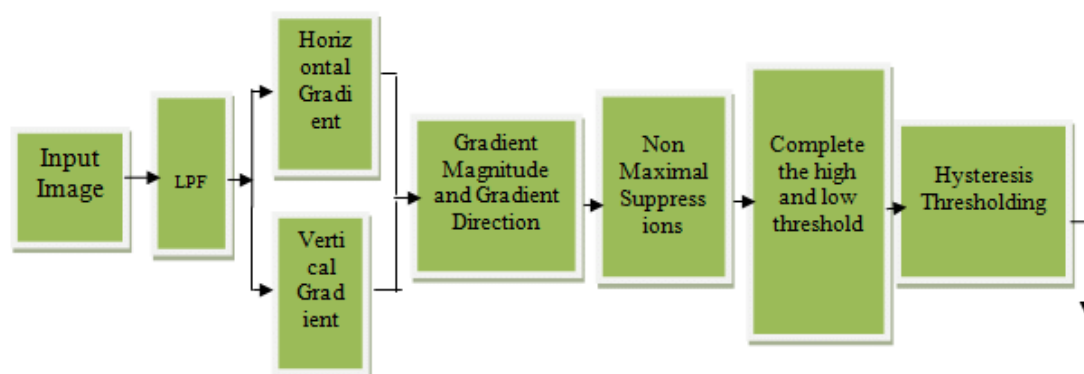 Input
Image
LPF
Horiz
ontal
Gradi
ent
Verti
cal
Grad
ient
Gradient
Magnitude
and Gradient
Direction
Non
Maximal
Suppress
ions
Complete
the high
and low
threshold
Hysteresis
Thresholding